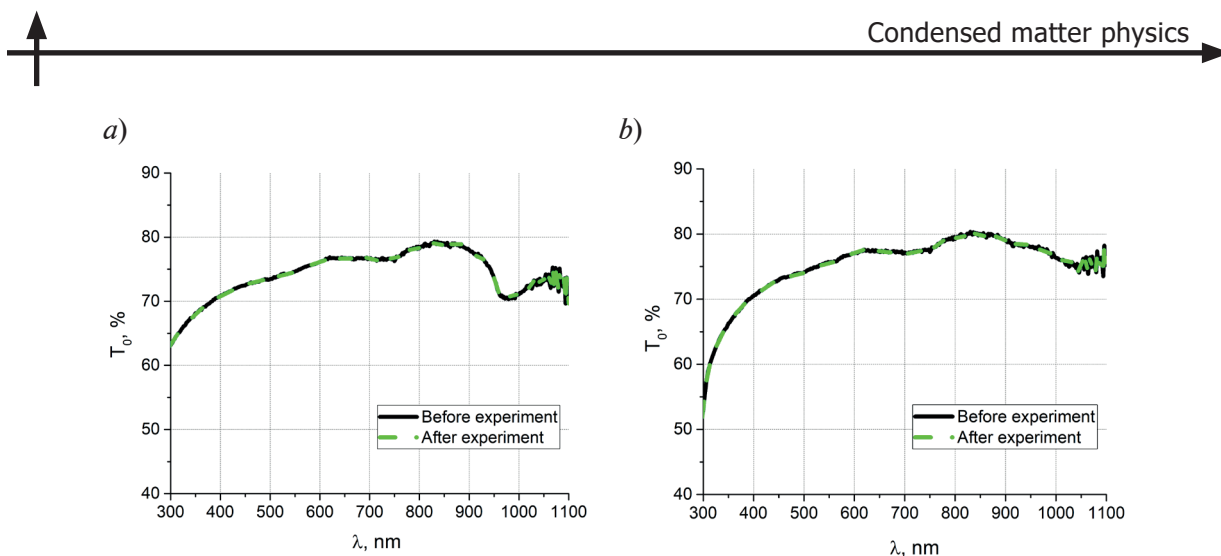 Condensed matter physics
a)
b)
90
80
70
60
50
40
T0, %
300 400 500 600 700 800 900 1000 1100
λ, nm
Before experiment
After experiment
90
80
70
60
50
40
T0, %
300 400 500 600 700 800 900 1000 1100
λ, nm
Before experiment
After experiment